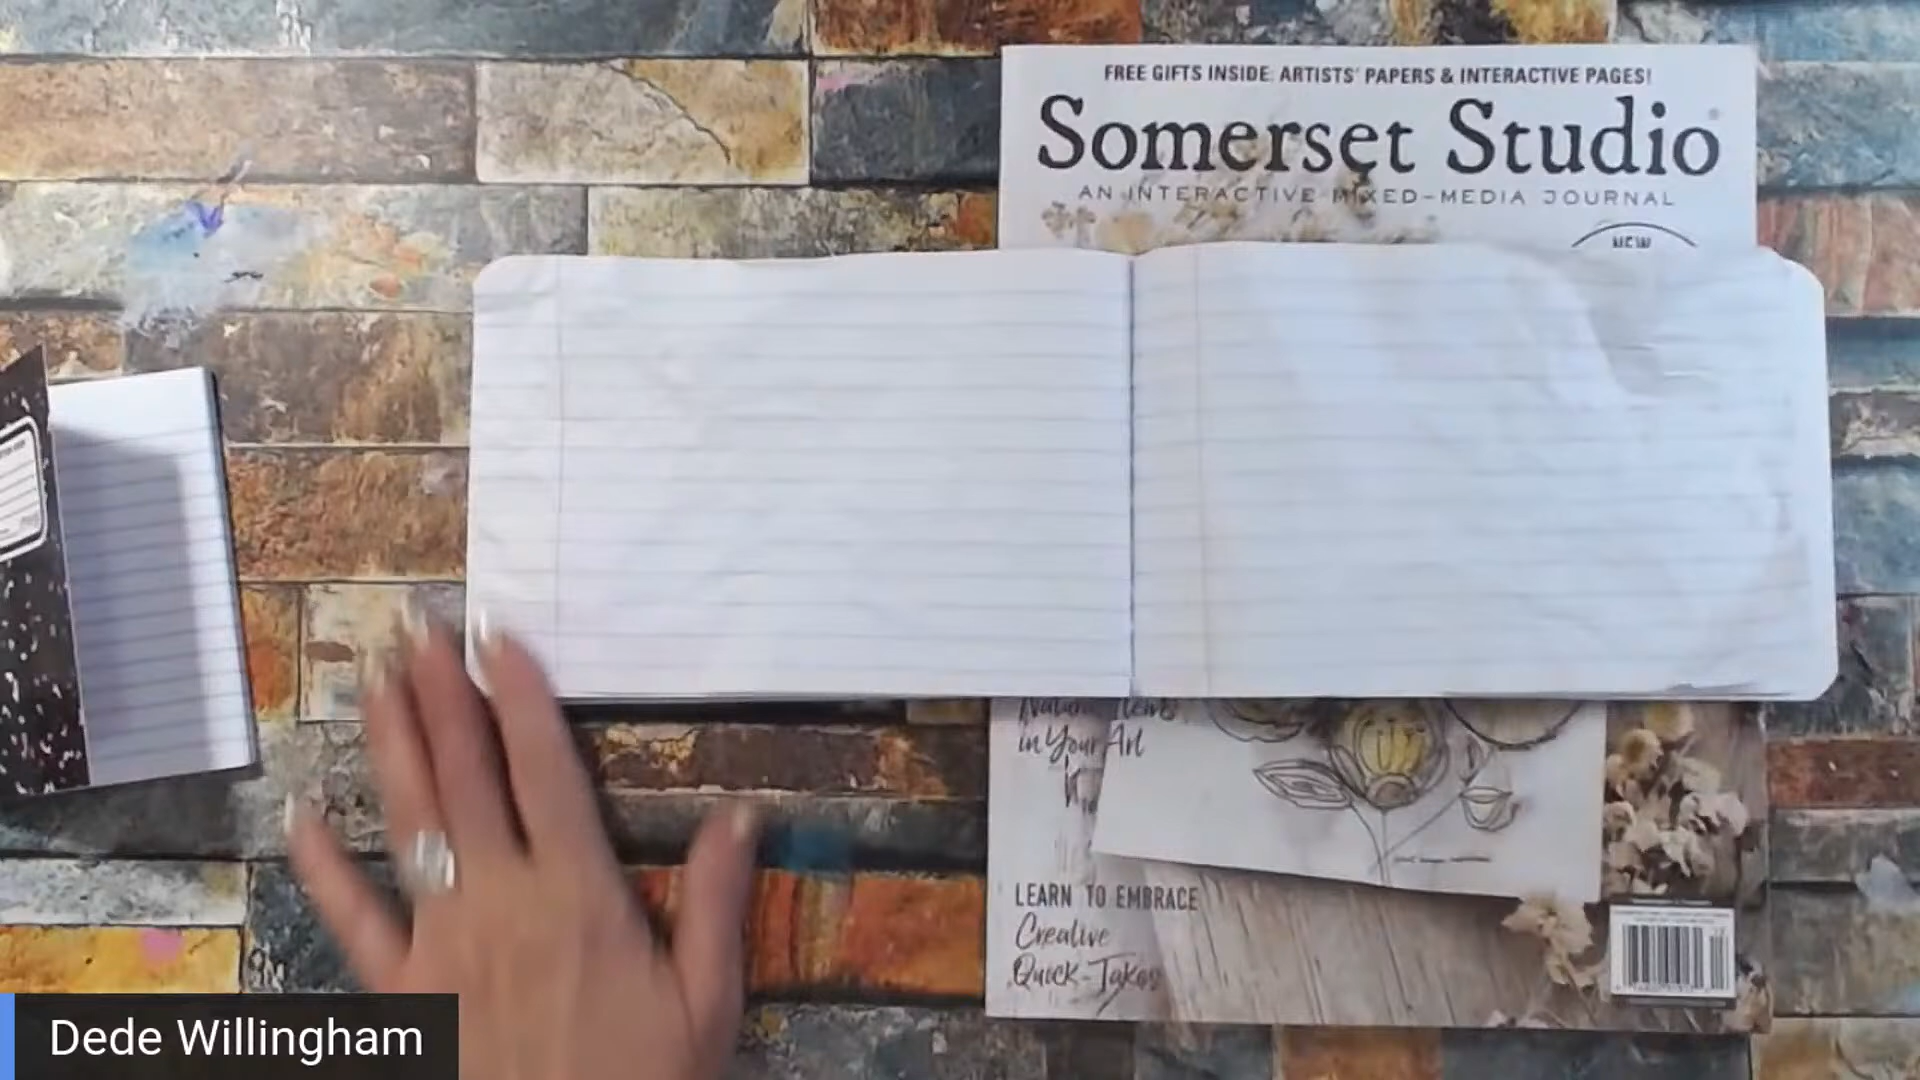 FREE GIFTS INSIDE: ARTISTS' PAPERS & INTERACTIVE PAGES!
Somerset Studio
AN INTERACTIVE MIXED-MEDIA JOURNAL
NEW
in Your Art
LEARN TO EMBRACE
Creative
Quick-Takes
Dede Willingham